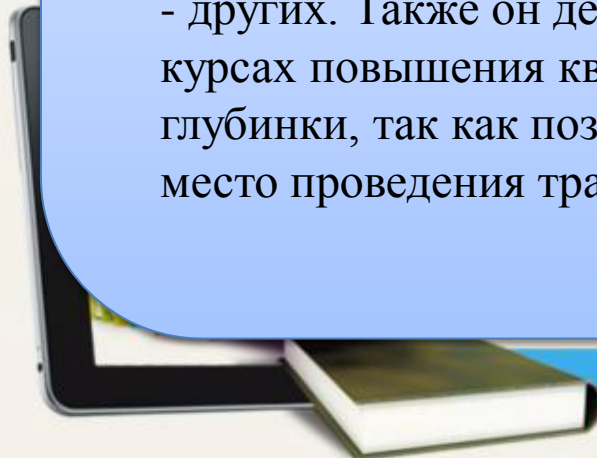 - других. Также он де
курсах повышения кв
глубинки, так как поз
место проведения тра